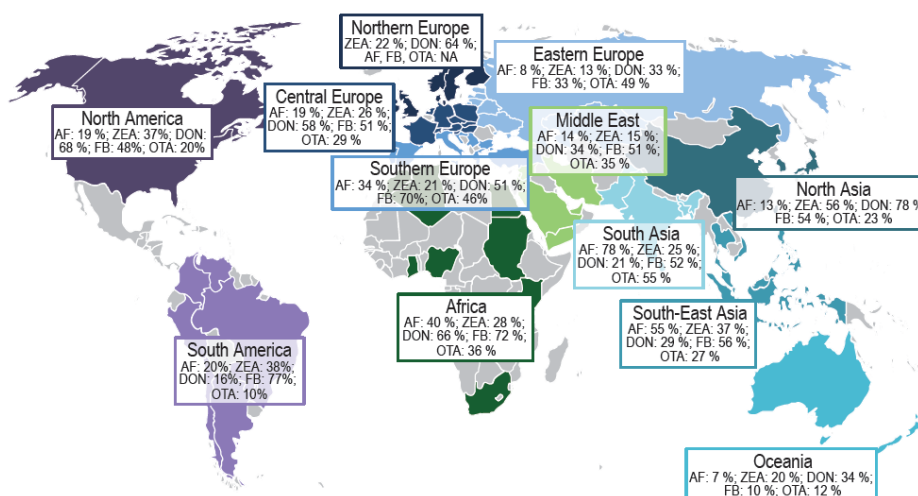 Northern Europe
ZEA: 22 %; DON: 64 %;
AF, FB, OTA: NA
Eastern Europe
AF: 8 %; ZEA: 13 %; DON: 33 %;
FB: 33 %; OTA: 49 %
North America
AF: 19 %; ZEA: 37%; DON:
68 %; FB: 48%; OTA: 20%
Central Europe
AF: 19 %; ZEA: 26 %;
DON: 58 %; FB: 51 %;
OTA: 29 %
Middle East
AF: 14 %; ZEA: 15 %;
DON: 34 %; FB: 51 %;
OTA: 35 %
Southern Europe
AF: 34 %; ZEA: 21 %; DON: 51 %;
FB: 70%; OTA: 46%
North Asia
AF: 13 %; ZEA: 56 %; DON: 78 %
FB: 54 %; OTA: 23 %
South Asia
AF: 78 %; ZEA: 25 %;
DON: 21 %; FB: 52 %;
OTA: 55 %
Africa
AF: 40 %; ZEA: 28 %;
DON: 66 %; FB: 72 %;
OTA: 36 %
South-East Asia
AF: 55 %; ZEA: 37 %;
DON: 29 %; FB: 56 %;
OTA: 27 %
South America
AF: 20%; ZEA: 38%;
DON: 16%; FB: 77%;
OTA: 10%
Oceania
AF: 7 %; ZEA: 20 %; DON: 34 %;
FB: 10 %; OTA: 12 %